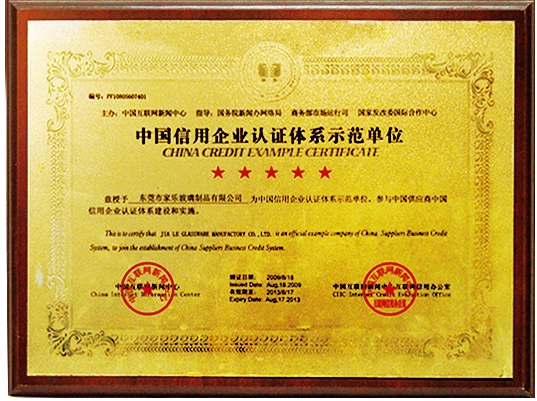 编号：PF10805607401
主办：中国互联网新闻中心 指导：国务院新闻办网络局 商务部市场运行司 国家发改委国际合作中心
中国信用企业认证体系示范单位
CHINA CREDIT EXAMPLE CERTIFICATE
兹授予 东莞市家乐玻璃制品有限公司 为中国信用企业认证体系示范单位。参与中国供应商中国
信用企业认证体系建设和实施。
This is to certify that JIA LE GLASSWARE MANUFACTORY CO.,LTD. is an official example company of China Suppliers Business Credit
System, to join the establishment of China Suppliers Business Credit System.
中国互联网新闻中心
China Internet Information Center
颁证日期： 2009/8/18
Issued Date: Aug,18.2009
有效期至： 2013/8/17
Expiry Date: Aug,17.2013
中国互联网新闻中心互联网信用办公室
CIIC-Internet Credit Evaluation Office